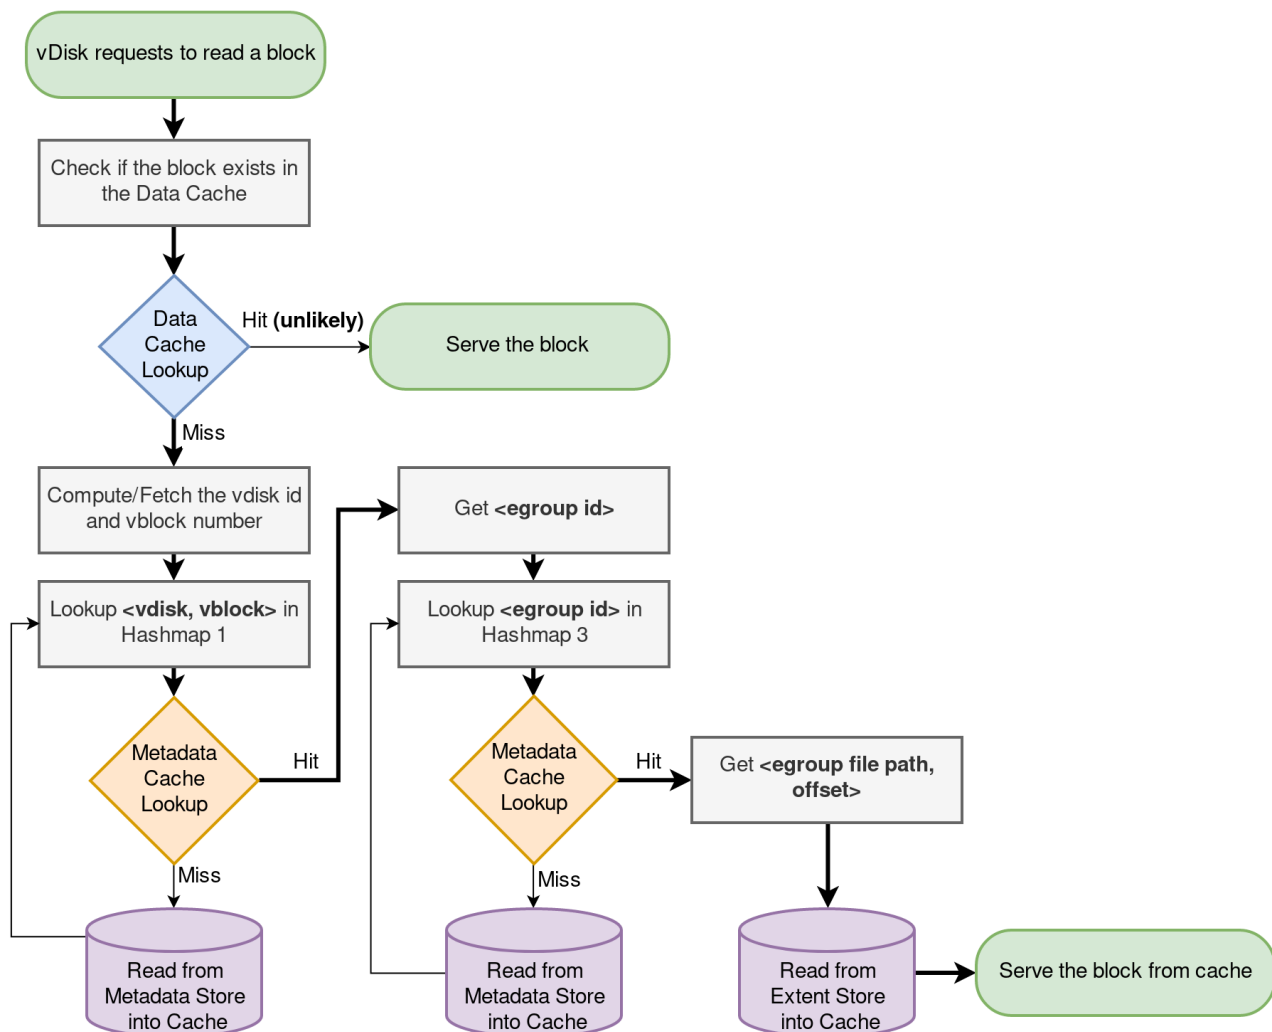 vDisk requests to read a block
Check if the block exists in
the Data Cache
Data
Cache
Lookup
Hit (unlikely)
Serve the block
Miss
Compute/Fetch the vdisk id
and vblock number
Get <egroup id>
Lookup <vdisk, vblock> in
Hashmap 1
Lookup <egroup id> in
Hashmap 3
Metadata
Cache
Lookup
Hit
Metadata
Cache
Lookup
Hit
Get <egroup file path,
offset>
Miss
Miss
Read from
Metadata Store
into Cache
Read from
Metadata Store
into Cache
Read from
Extent Store
into Cache
Serve the block from cache